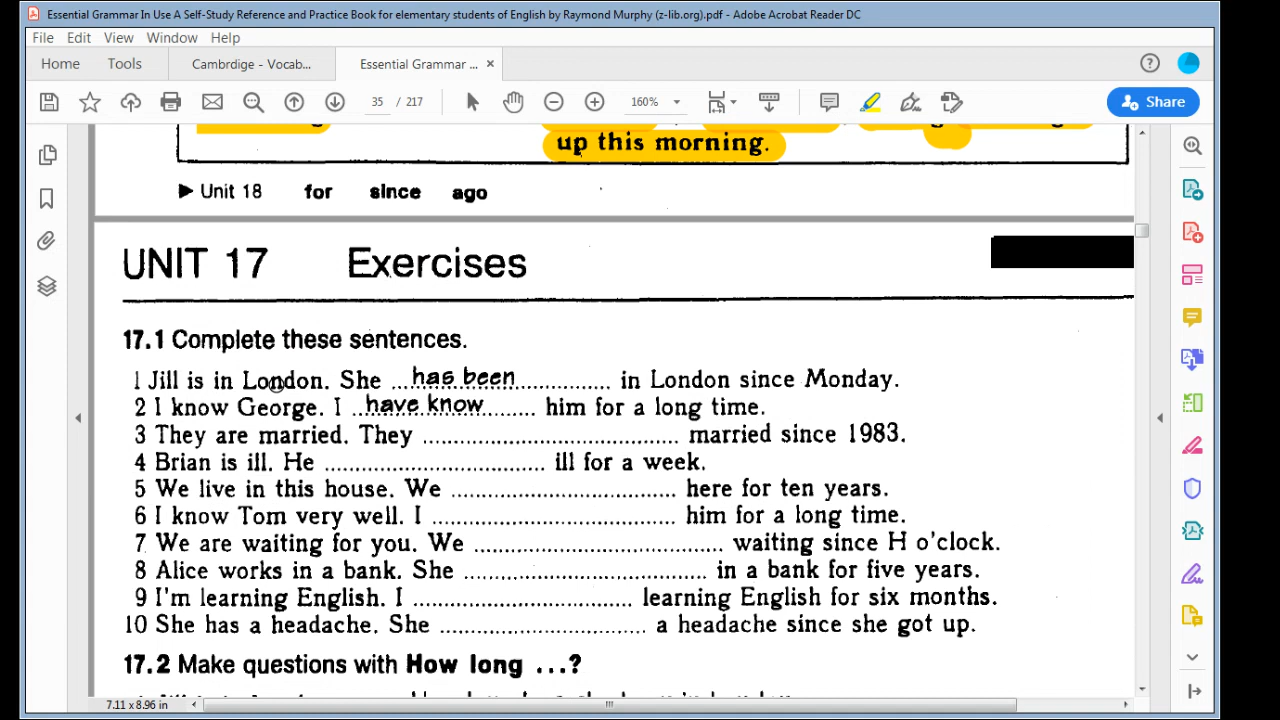 Essential Grammar In Use A Self-Study Reference and Practice Book for elementary students of English by Raymond Murphy (z-lib.org).pdf - Adobe Acrobat Reader DC
File Edit View Window Help
Home Tools Cambrdige - Vocab... Essential Grammar ... ×
35 / 217 160% Share
up this morning.
► Unit 18 for since ago
UNIT 17 Exercises
17.1 Complete these sentences.
1 Jill is in London. She ...has been............... in London since Monday.
2 I know George. I ...have know......... him for a long time.
3 They are married. They ........................................ married since 1983.
4 Brian is ill. He .................................. ill for a week.
5 We live in this house. We .................................. here for ten years.
6 I know Tom very well. I ..................................... him for a long time.
7 We are waiting for you. We ...................................... waiting since H o'clock.
8 Alice works in a bank. She ..................................... in a bank for five years.
9 I'm learning English. I .................................. learning English for six months.
10 She has a headache. She ............................... a headache since she got up.
17.2 Make questions with How long ...?
7.11 x 8.96 in